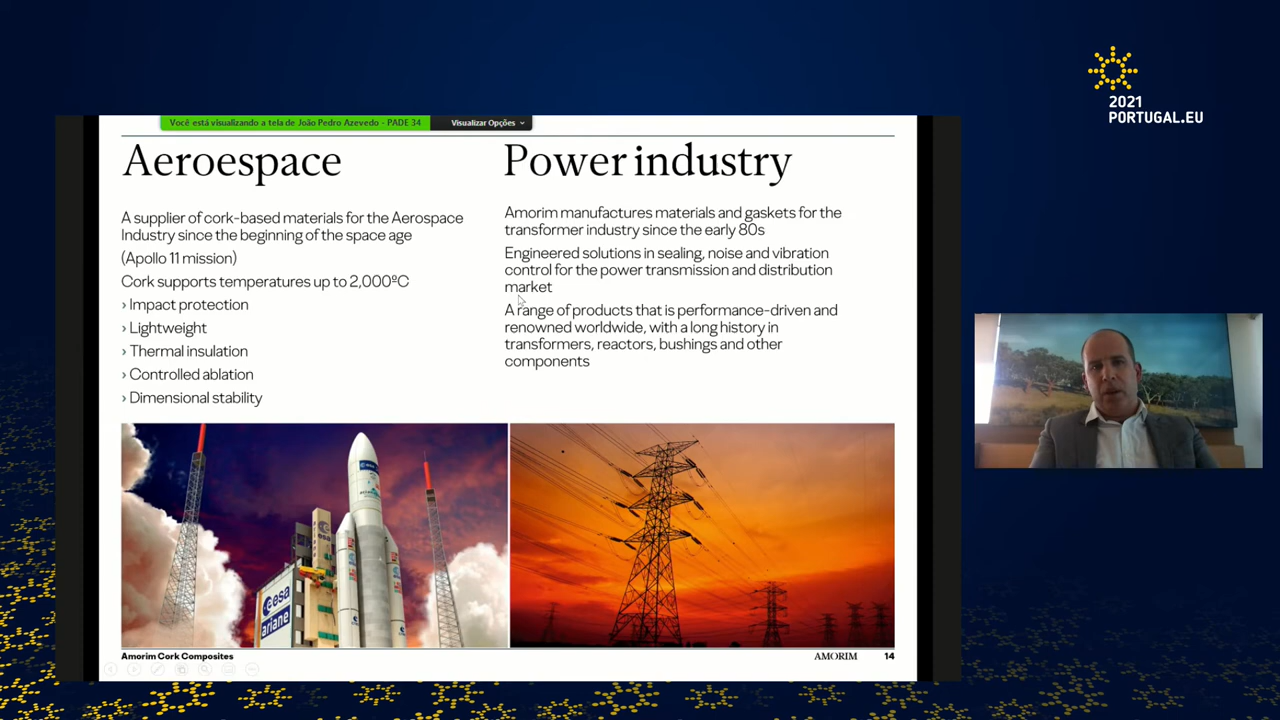 2021
PORTUGAL.EU
Você está visualizando a tela de João Pedro Azevedo - PADE 34
Visualizar Opções
Aeroespace
A supplier of cork-based materials for the Aerospace
Industry since the beginning of the space age
(Apollo 11 mission)
Cork supports temperatures up to 2,000ºC
› Impact protection
› Lightweight
› Thermal insulation
› Controlled ablation
› Dimensional stability
Power industry
Amorim manufactures materials and gaskets for the
transformer industry since the early 80s
Engineered solutions in sealing, noise and vibration
control for the power transmission and distribution
market
A range of products that is performance-driven and
renowned worldwide, with a long history in
transformers, reactors, bushings and other
components
esa
esa
esa
ariane
Amorim Cork Composites
AMORIM
14